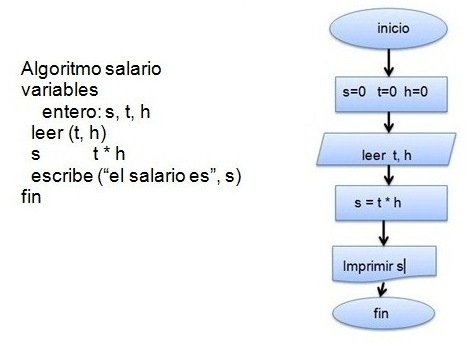 Algoritmo salario
variables
entero: s, t, h
leer (t, h)
s t * h
escribe (“el salario es”, s)
fin
inicio
s=0 t=0 h=0
leer t, h
s = t * h
Imprimir s
fin